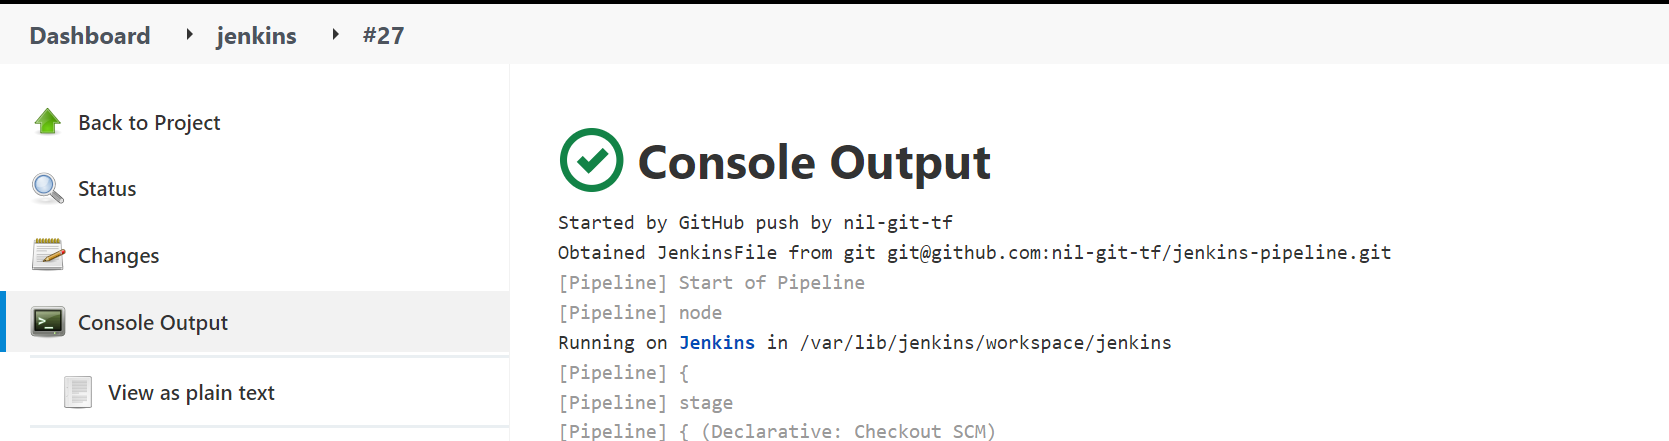 Dashboard jenkins #27
Back to Project
Status
Changes
Console Output
View as plain text
Console Output
Started by GitHub push by nil-git-tf
Obtained JenkinsFile from git git@github.com:nil-git-tf/jenkins-pipeline.git
[Pipeline] Start of Pipeline
[Pipeline] node
Running on Jenkins in /var/lib/jenkins/workspace/jenkins
[Pipeline] {
[Pipeline] stage
[Pipeline] { (Declarative: Checkout SCM)